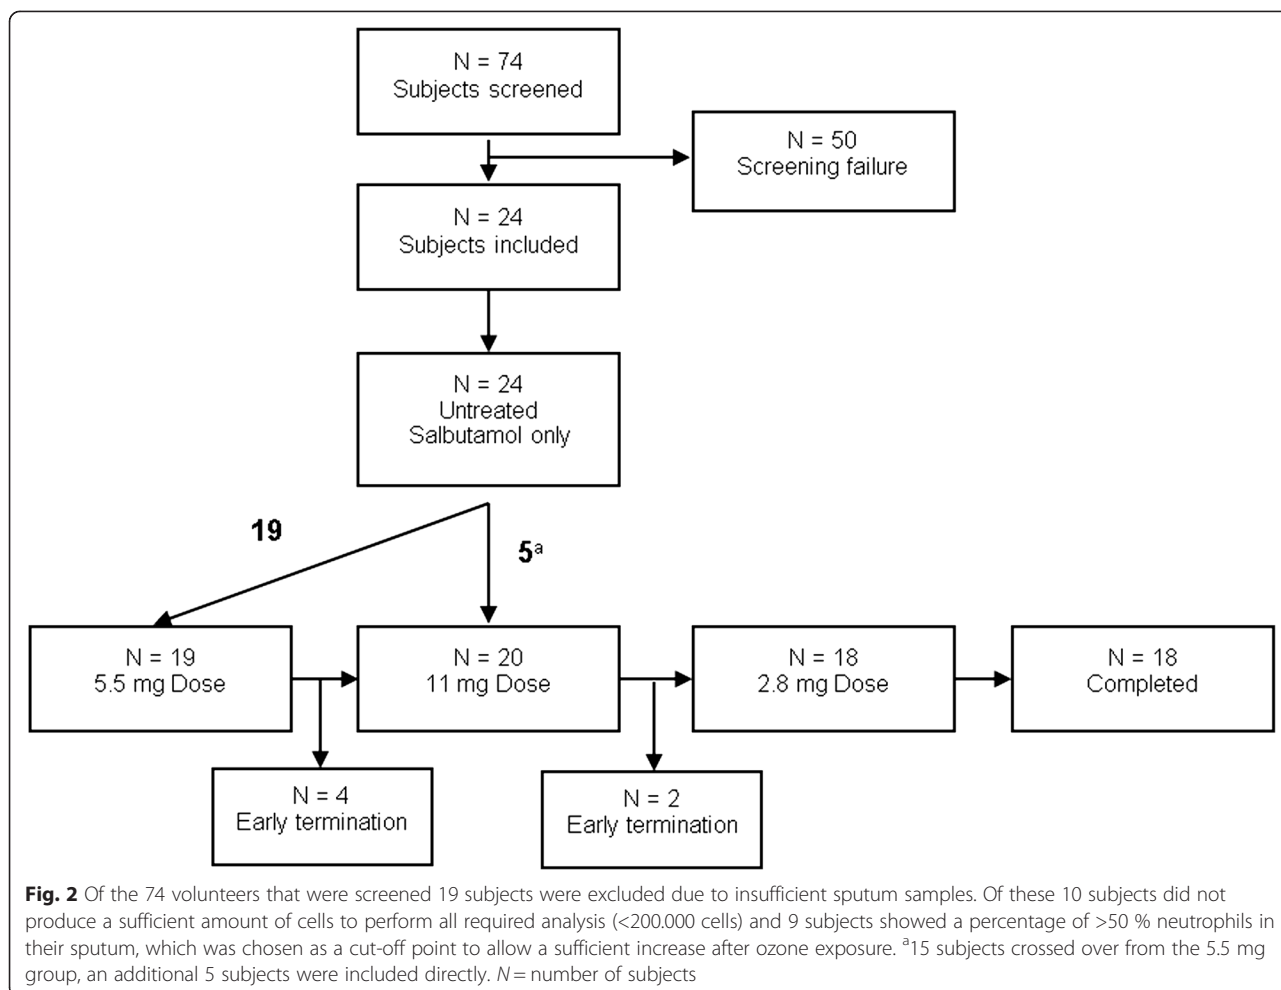 N = 74
Subjects screened
N = 50
Screening failure
N = 24
Subjects included
N = 24
Untreated
Salbutamol only
19
5ᵃ
N = 19
5.5 mg Dose
N = 20
11 mg Dose
N = 18
2.8 mg Dose
N = 18
Completed
N = 4
Early termination
N = 2
Early termination
Fig. 2 Of the 74 volunteers that were screened 19 subjects were excluded due to insufficient sputum samples. Of these 10 subjects did not
produce a sufficient amount of cells to perform all required analysis (<200.000 cells) and 9 subjects showed a percentage of >50 % neutrophils in
their sputum, which was chosen as a cut-off point to allow a sufficient increase after ozone exposure. ᵃ15 subjects crossed over from the 5.5 mg
group, an additional 5 subjects were included directly. N = number of subjects